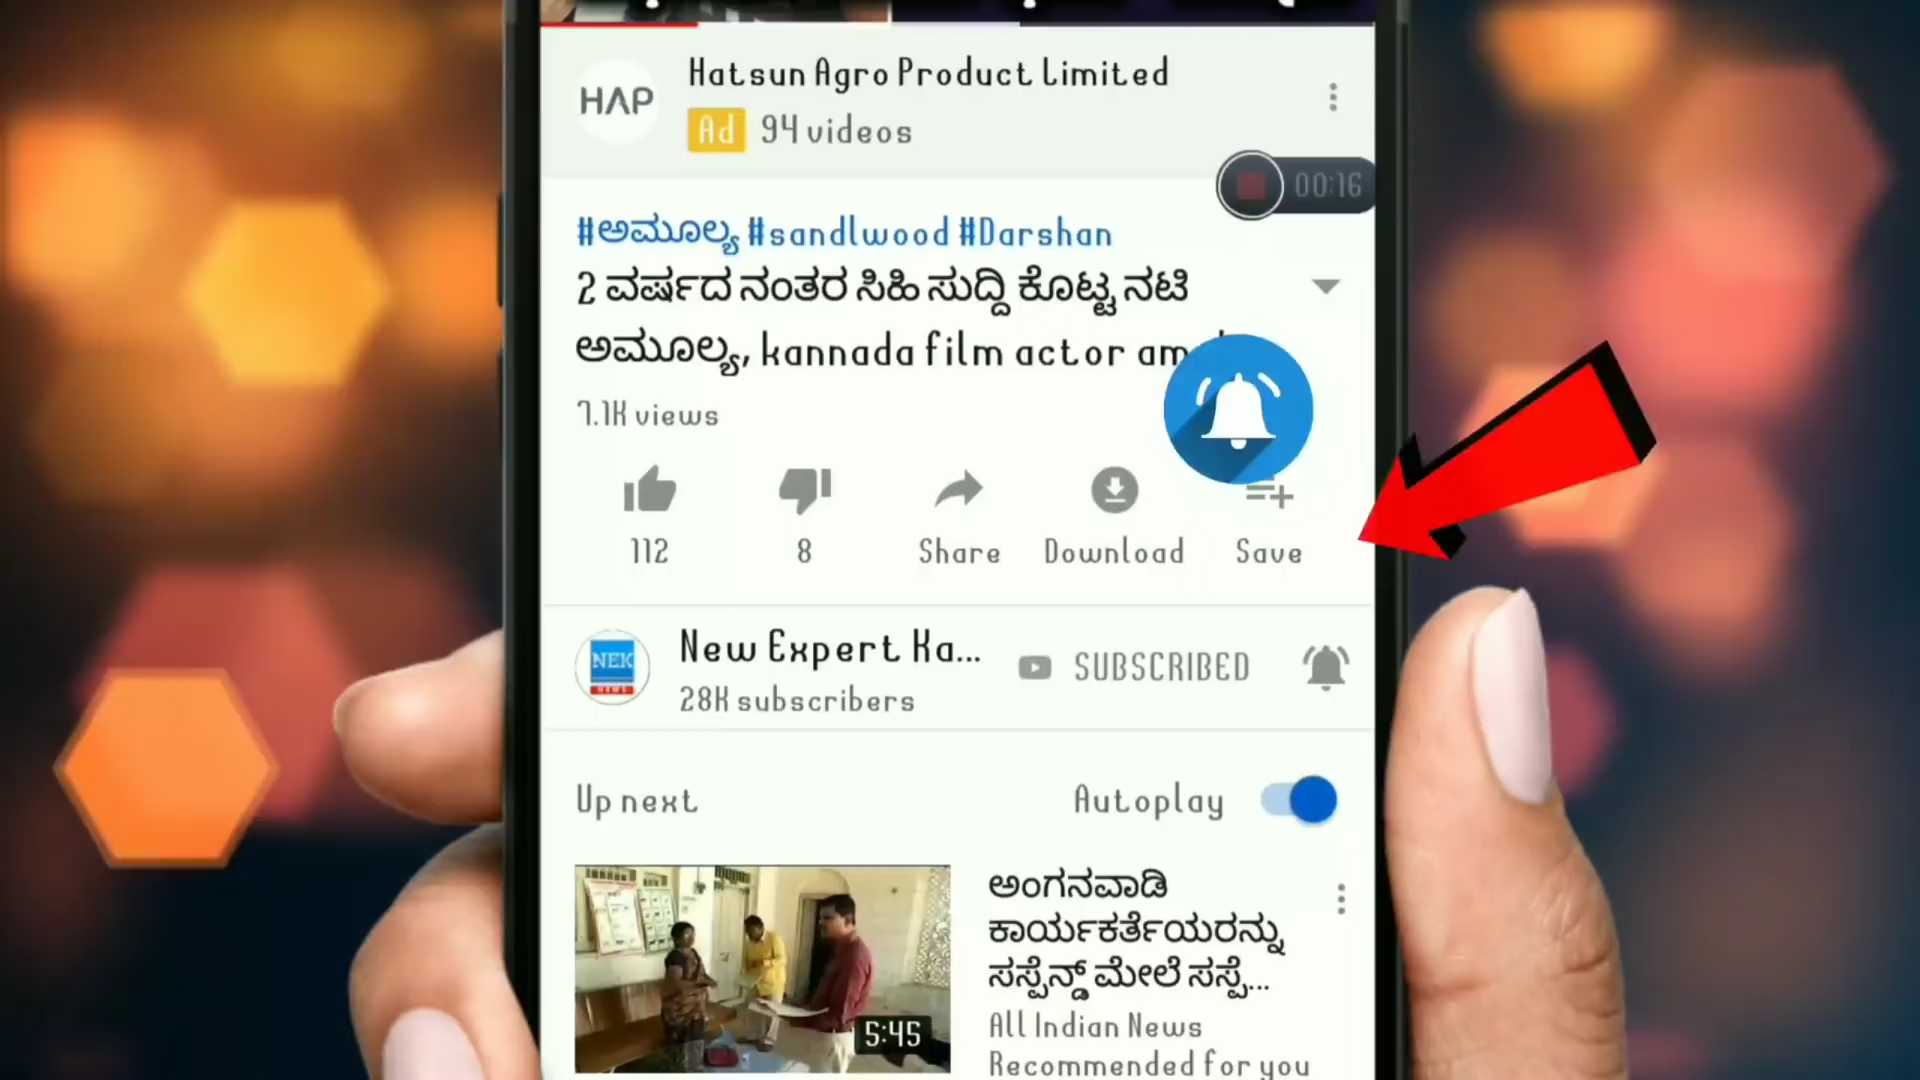 Hatsun Agro Product Limited
HAP
Ad 94 videos
00:16
#ಅಮೂಲ್ಯ #sandlwood #Darshan
2 ವರ್ಷದ ನಂತರ ಸಿಹಿ ಸುದ್ದಿ ಕೊಟ್ಟ ನಟಿ
ಅಮೂಲ್ಯ, kannada film actor am
7.1K views
112 8 Share Download Save
NEK
NEWS
New Expert Ka...
SUBSCRIBED
28K subscribers
Up next Autoplay
5:45
ಅಂಗನವಾಡಿ
ಕಾರ್ಯಕರ್ತೆಯರನ್ನು
ಸಸ್ಪೆನ್ಡ್ ಮೇಲೆ ಸಸ್ಪೆ...
All Indian News
Recommended for you